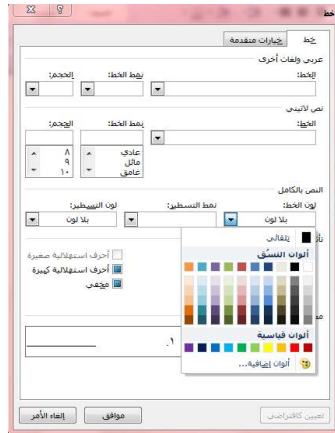 خط
خط
خيارات متقدمة
عربي ولغات أخرى
الخط:
نمط الخط:
الحجم:
نص لاتيني
الخط:
نمط الخط:
الحجم:
عادي
مائل
غامق
٨
٩
١٠
النص بالكامل
لون الخط:
نمط التسطير:
لون التسطير:
بلا لون
بلا لون
تلقائي
ألوان النسق
ألوان قياسية
ألوان إضافية...
أحرف استهلالية صغيرة
أحرف استهلالية كبيرة
مخفي
١.
تعيين كافتراضي
موافق
إلغاء الأمر